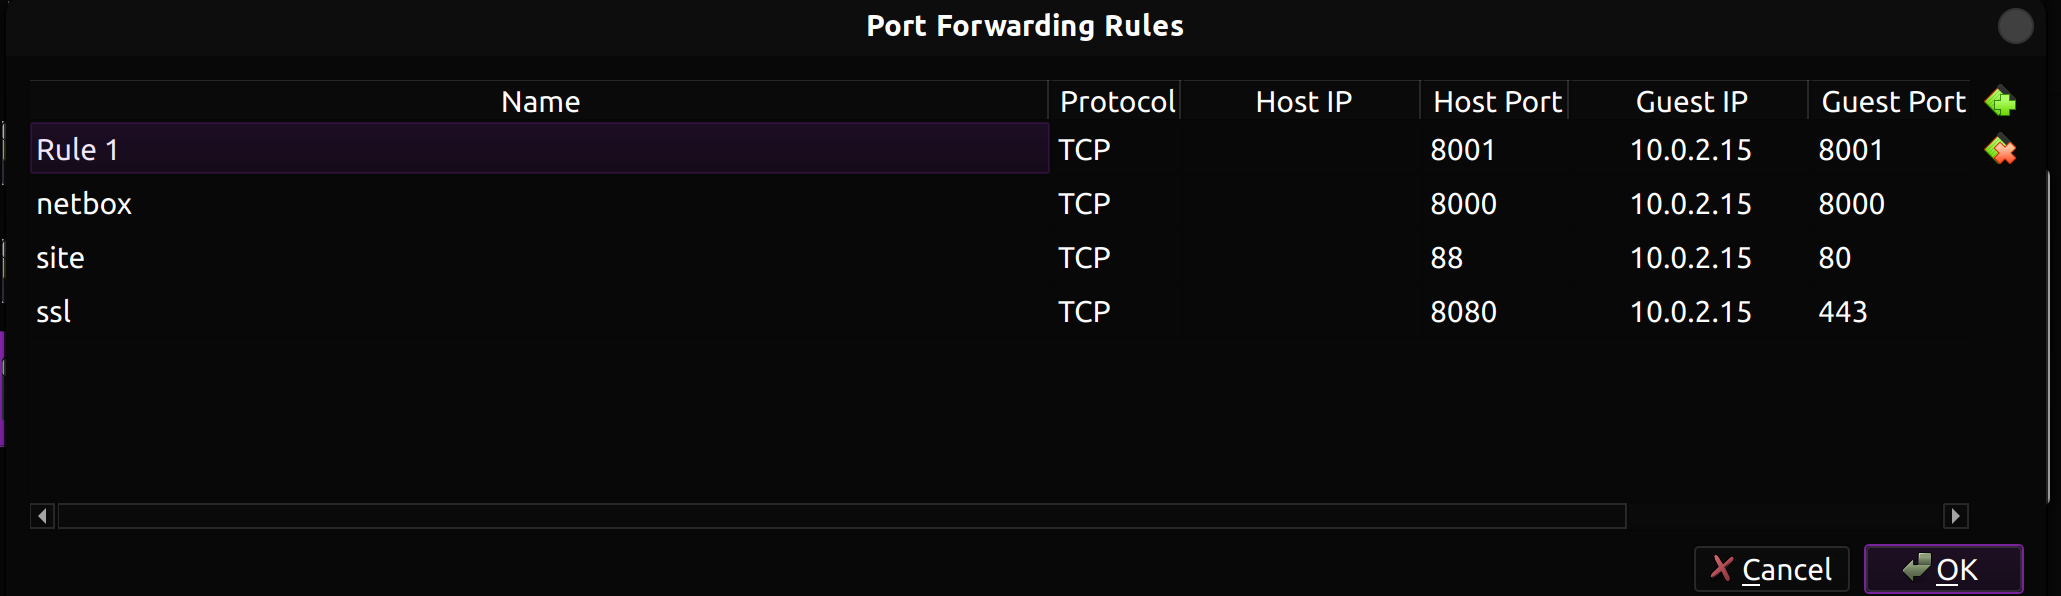 Port Forwarding Rules
Name Protocol Host IP Host Port Guest IP Guest Port
Rule 1 TCP 8001 10.0.2.15 8001
netbox TCP 8000 10.0.2.15 8000
site TCP 88 10.0.2.15 80
ssl TCP 8080 10.0.2.15 443
Cancel OK